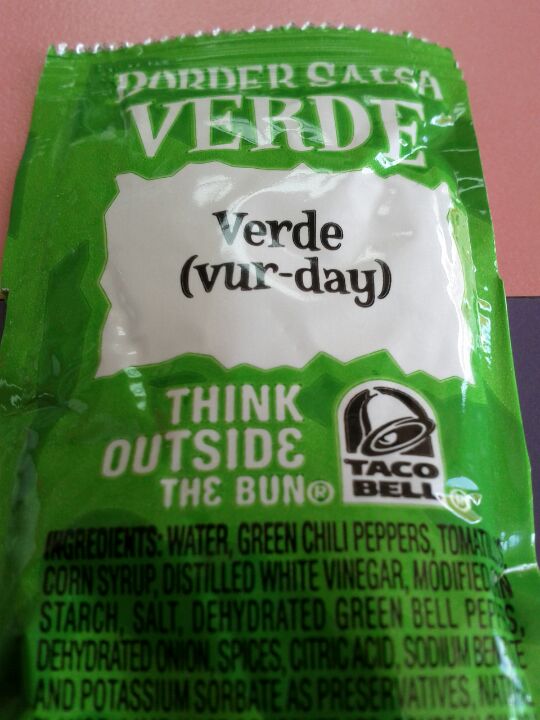 BORDER SALSA
VERDE
Verde
(vur-day)
THINK
OUTSIDE
THE BUN®
TACO
BELL®
INGREDIENTS: WATER, GREEN CHILI PEPPERS,
CORN SYRUP, DISTILLED WHITE VINEGAR, MODIFIED
STARCH, SALT, DEHYDRATED GREEN BELL
DEHYDRATED ONION, SPICES, CITRIC ACID, SODIUM
AND POTASSIUM SORBATE AS PRESERVATIVES,